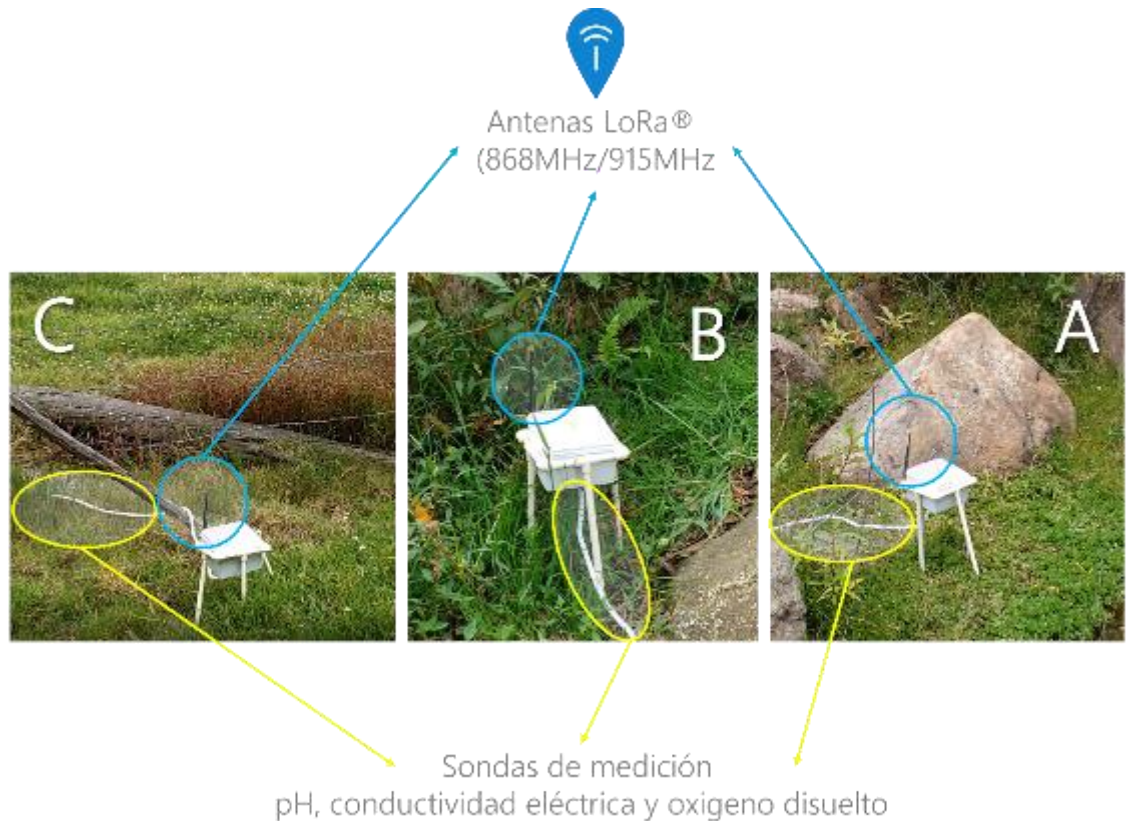 Antenas LoRa®
(868MHz/915MHz
C
B
A
Sondas de medición
pH, conductividad eléctrica y oxigeno disuelto